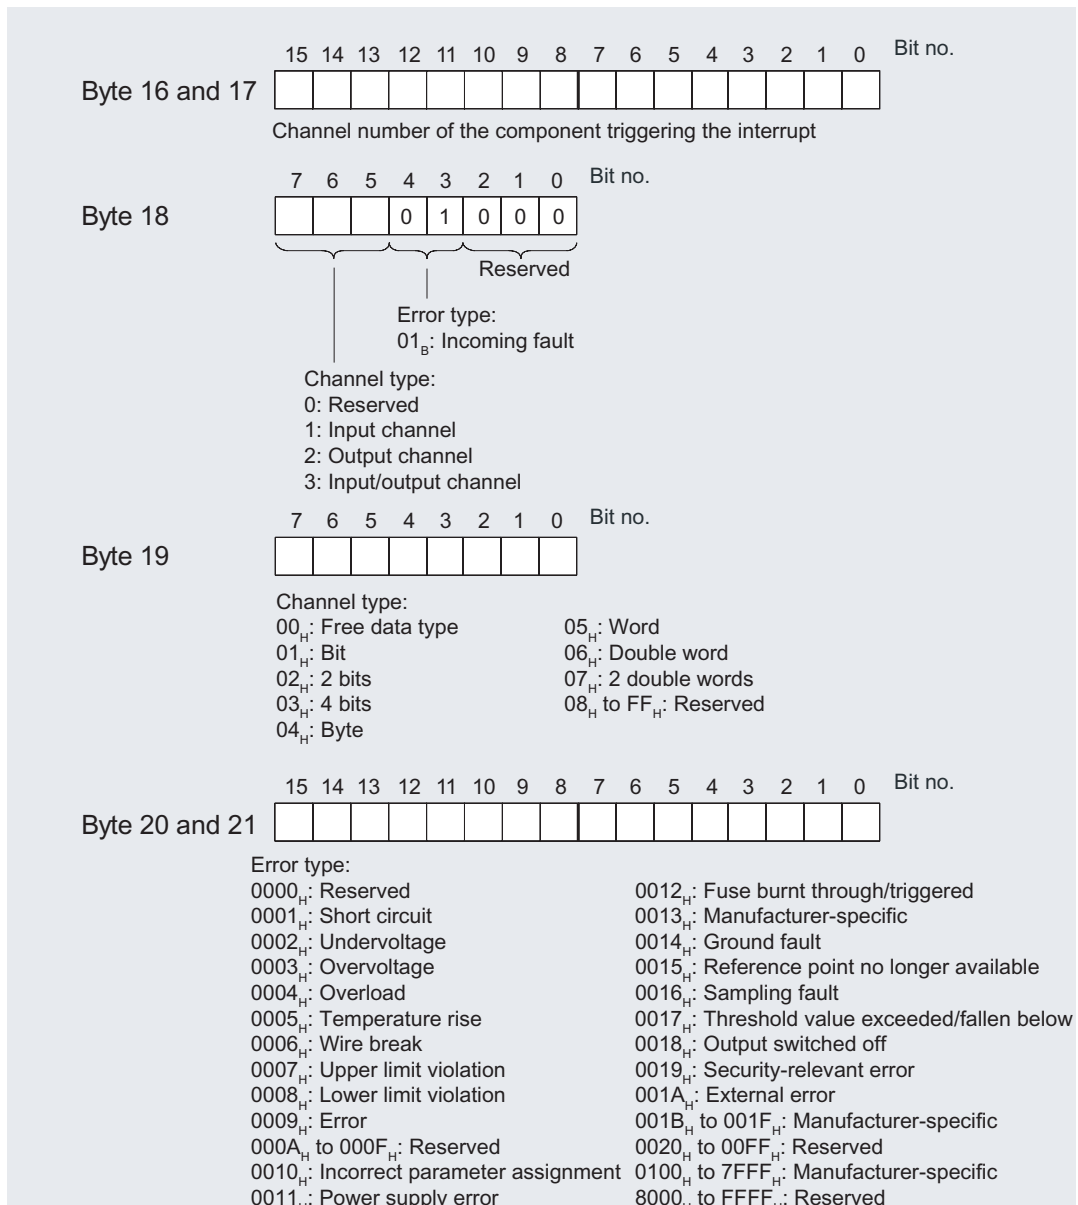 15 14 13 12 11 10 9 8 7 6 5 4 3 2 1 0 Bit no.
Byte 16 and 17
Channel number of the component triggering the interrupt
7 6 5 4 3 2 1 0 Bit no.
Byte 18 0 1 0 0 0
Reserved
Error type:
01B: Incoming fault
Channel type:
0: Reserved
1: Input channel
2: Output channel
3: Input/output channel
7 6 5 4 3 2 1 0 Bit no.
Byte 19
Channel type:
00H: Free data type
01H: Bit
02H: 2 bits
03H: 4 bits
04H: Byte
05H: Word
06H: Double word
07H: 2 double words
08H to FFH: Reserved
15 14 13 12 11 10 9 8 7 6 5 4 3 2 1 0 Bit no.
Byte 20 and 21
Error type:
0000H: Reserved
0001H: Short circuit
0002H: Undervoltage
0003H: Overvoltage
0004H: Overload
0005H: Temperature rise
0006H: Wire break
0007H: Upper limit violation
0008H: Lower limit violation
0009H: Error
000AH to 000FH: Reserved
0010H: Incorrect parameter assignment
0011H: Power supply error
0012H: Fuse burnt through/triggered
0013H: Manufacturer-specific
0014H: Ground fault
0015H: Reference point no longer available
0016H: Sampling fault
0017H: Threshold value exceeded/fallen below
0018H: Output switched off
0019H: Security-relevant error
001AH: External error
001BH to 001FH: Manufacturer-specific
0020H to 00FFH: Reserved
0100H to 7FFFH: Manufacturer-specific
8000H to FFFFH: Reserved